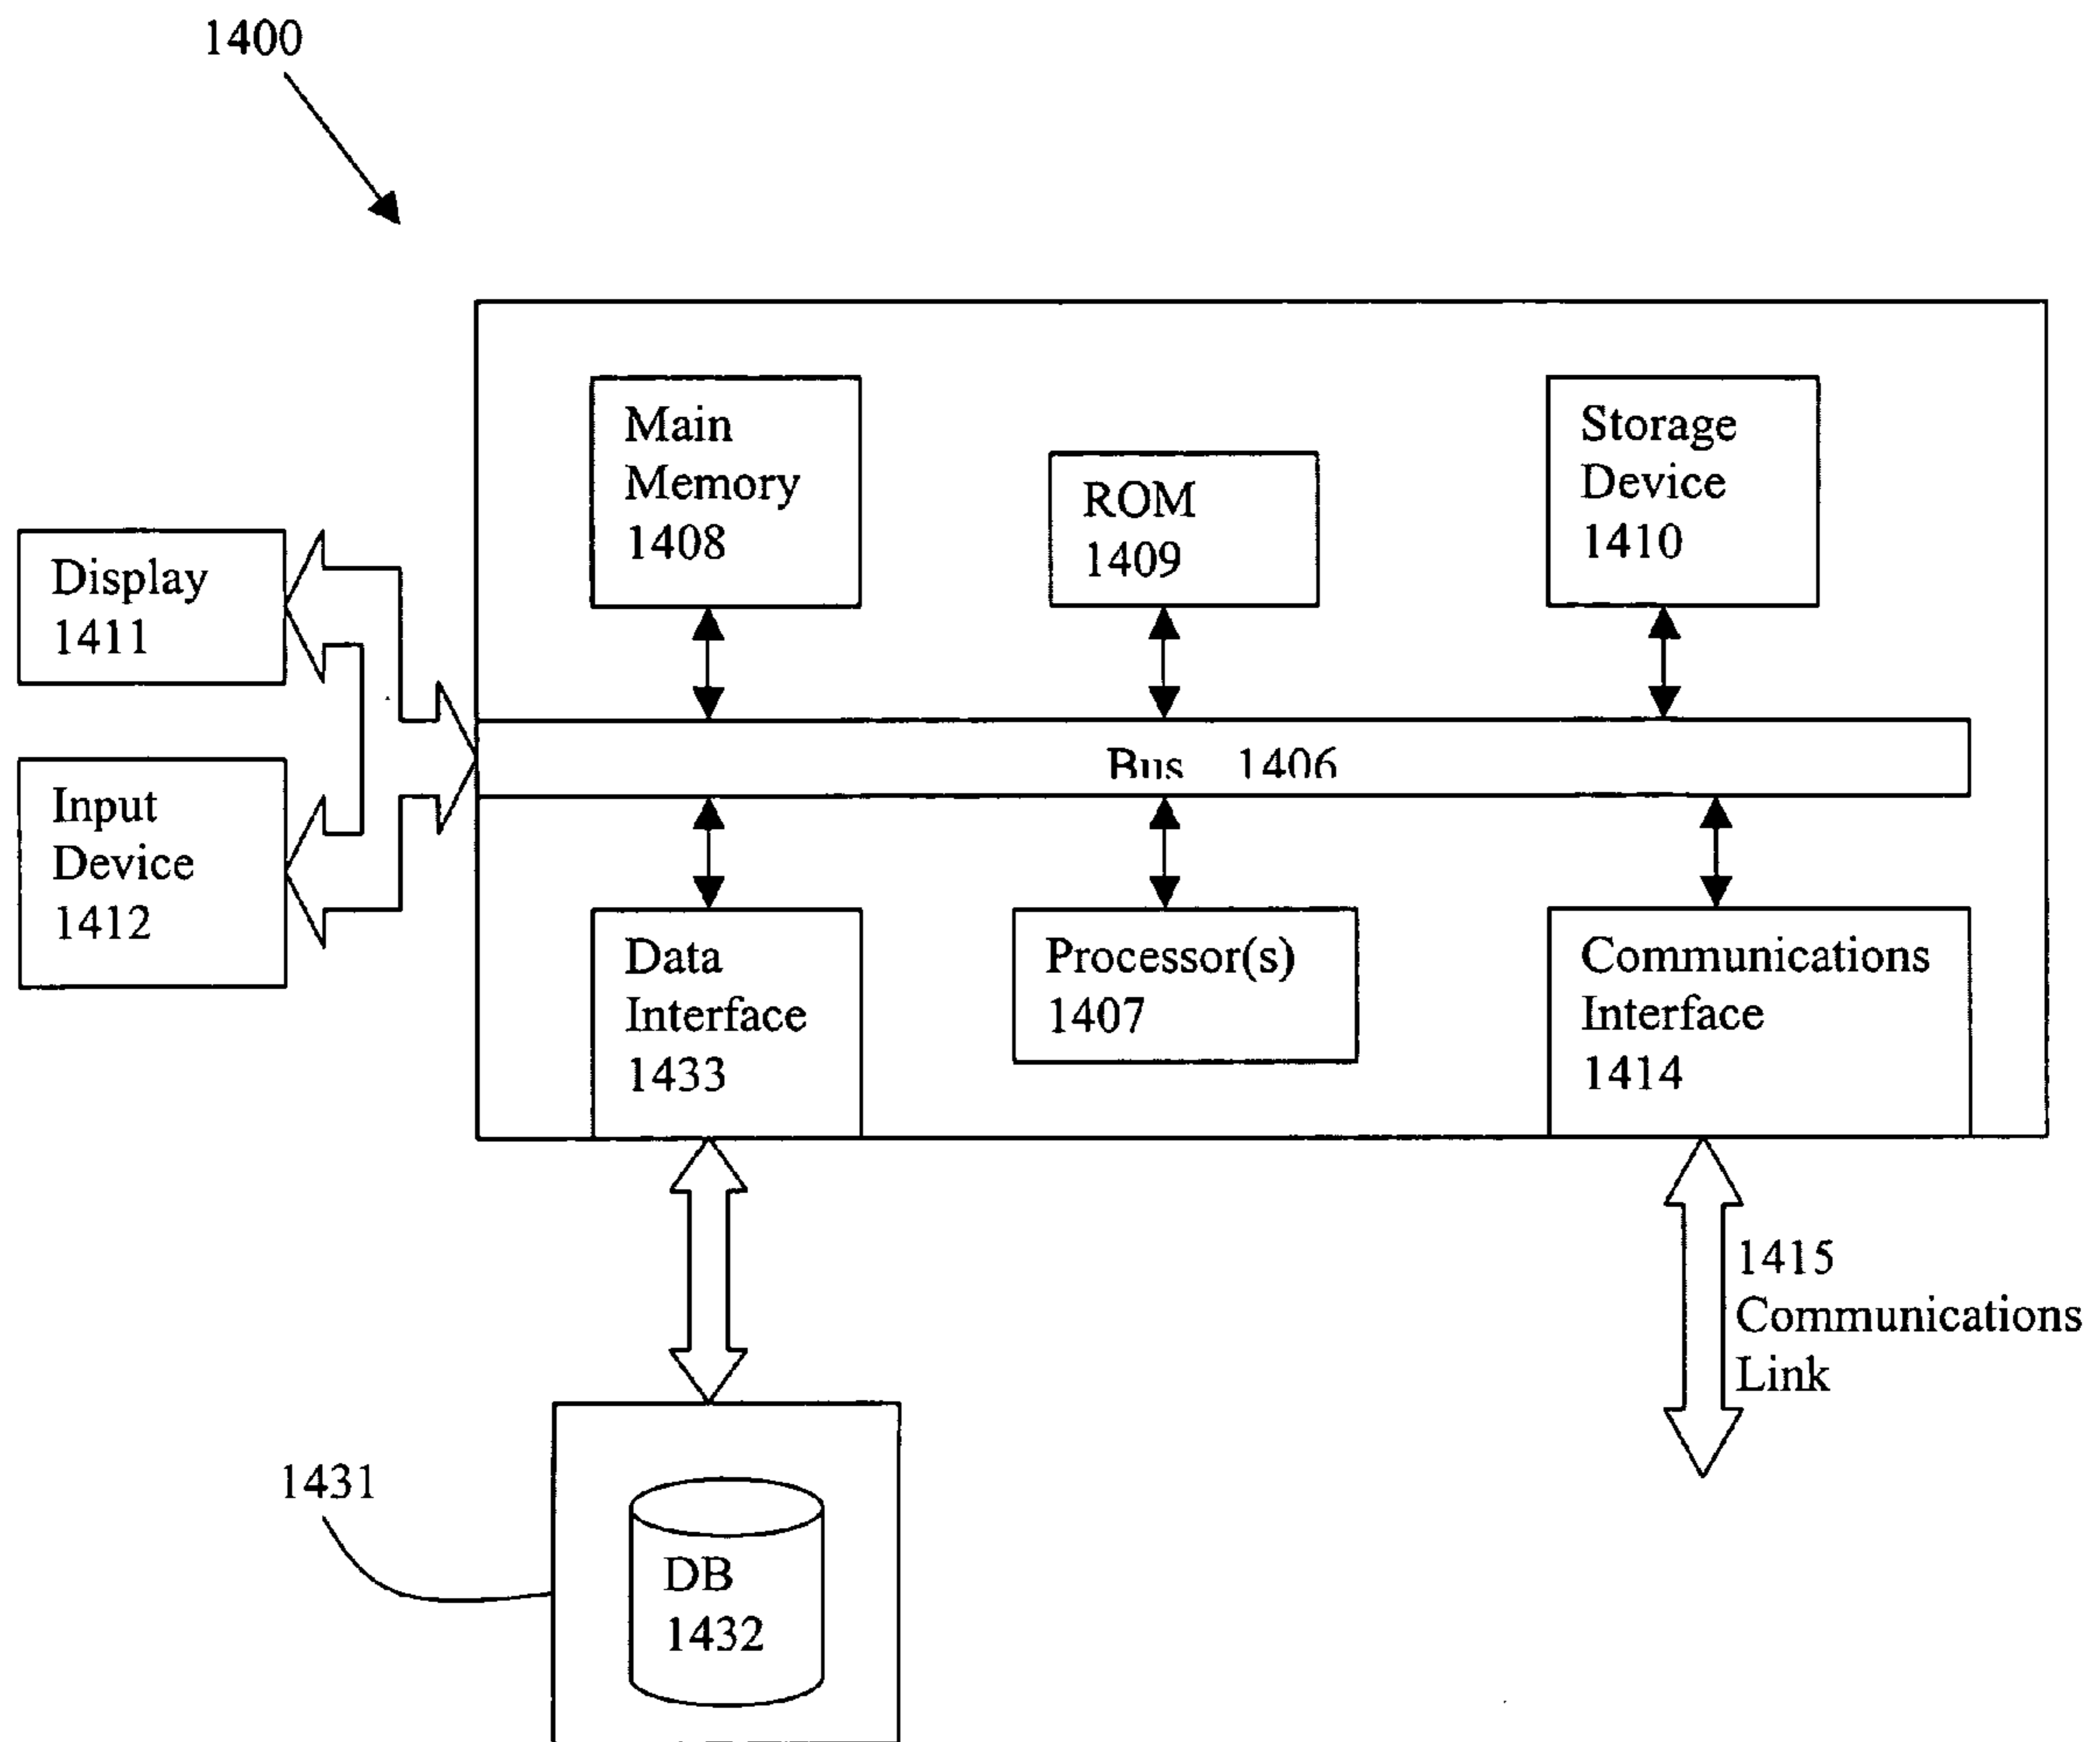 1400
Main
Memory
1408
ROM
1409
Storage
Device
1410
Display
1411
Bus 1406
Input
Device
1412
Data
Interface
1433
Processor(s)
1407
Communications
Interface
1414
1415
Communications
Link
1431
DB
1432